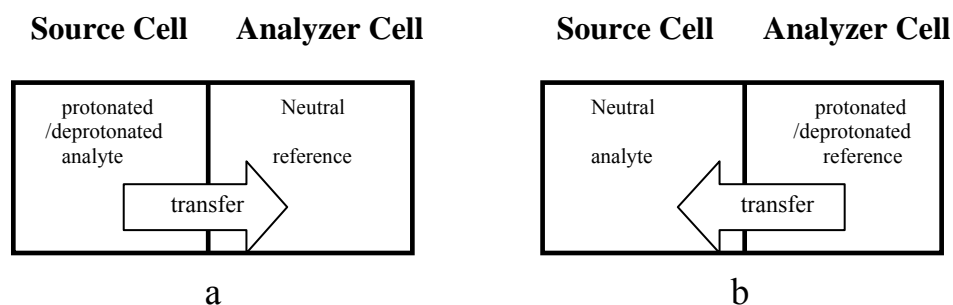 Source Cell Analyzer Cell
protonated
/deprotonated
analyte
Neutral
reference
transfer
a
Source Cell Analyzer Cell
Neutral
analyte
protonated
/deprotonated
reference
transfer
b